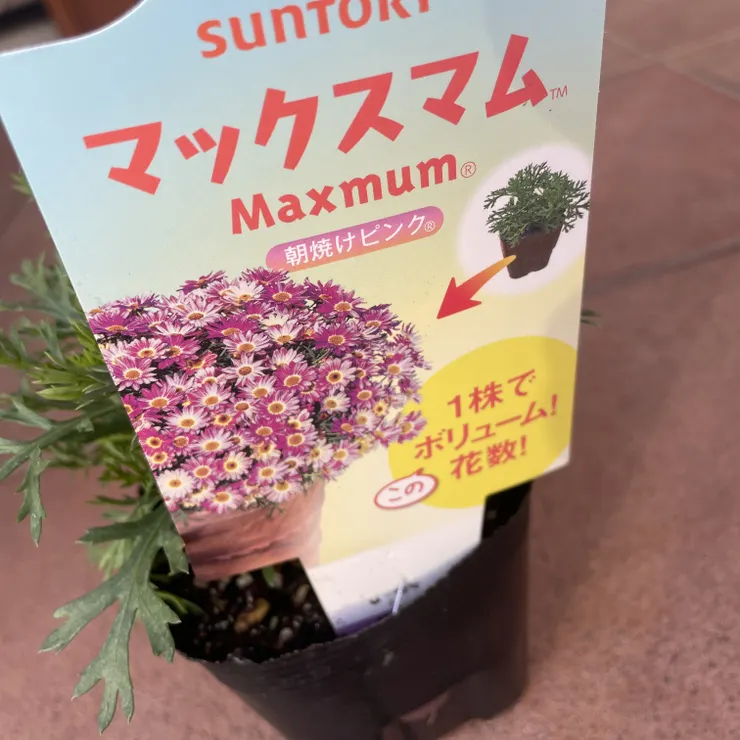 SUNTORY
マックスマム™
Maxmum®
朝焼けピンク®
1株で
ボリューム!
花数!
この